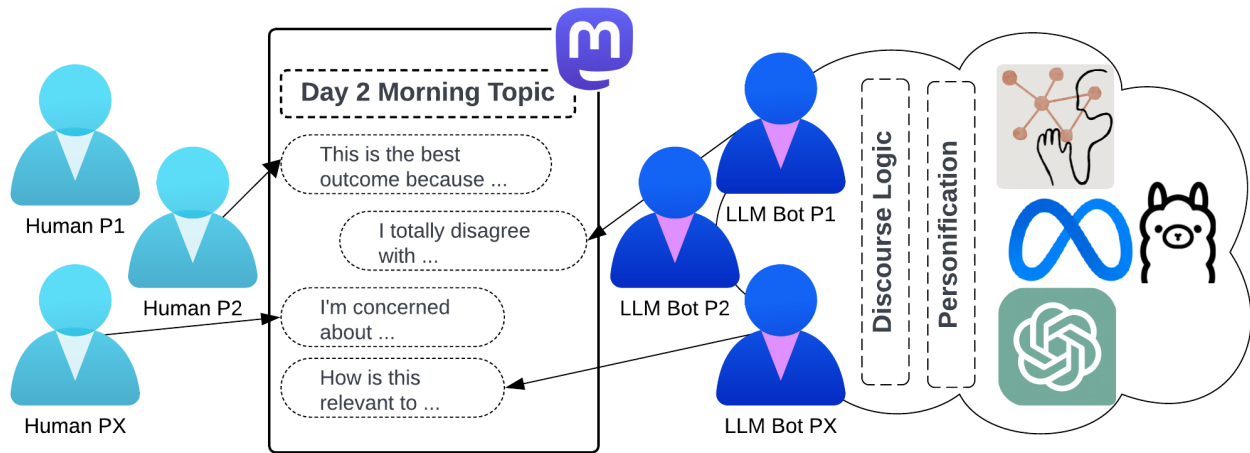 Day 2 Morning Topic
This is the best
outcome because ...
I totally disagree
with ...
I'm concerned
about ...
How is this
relevant to ...
Human P1
Human P2
Human PX
LLM Bot P1
LLM Bot P2
LLM Bot PX
Discourse Logic
Personification